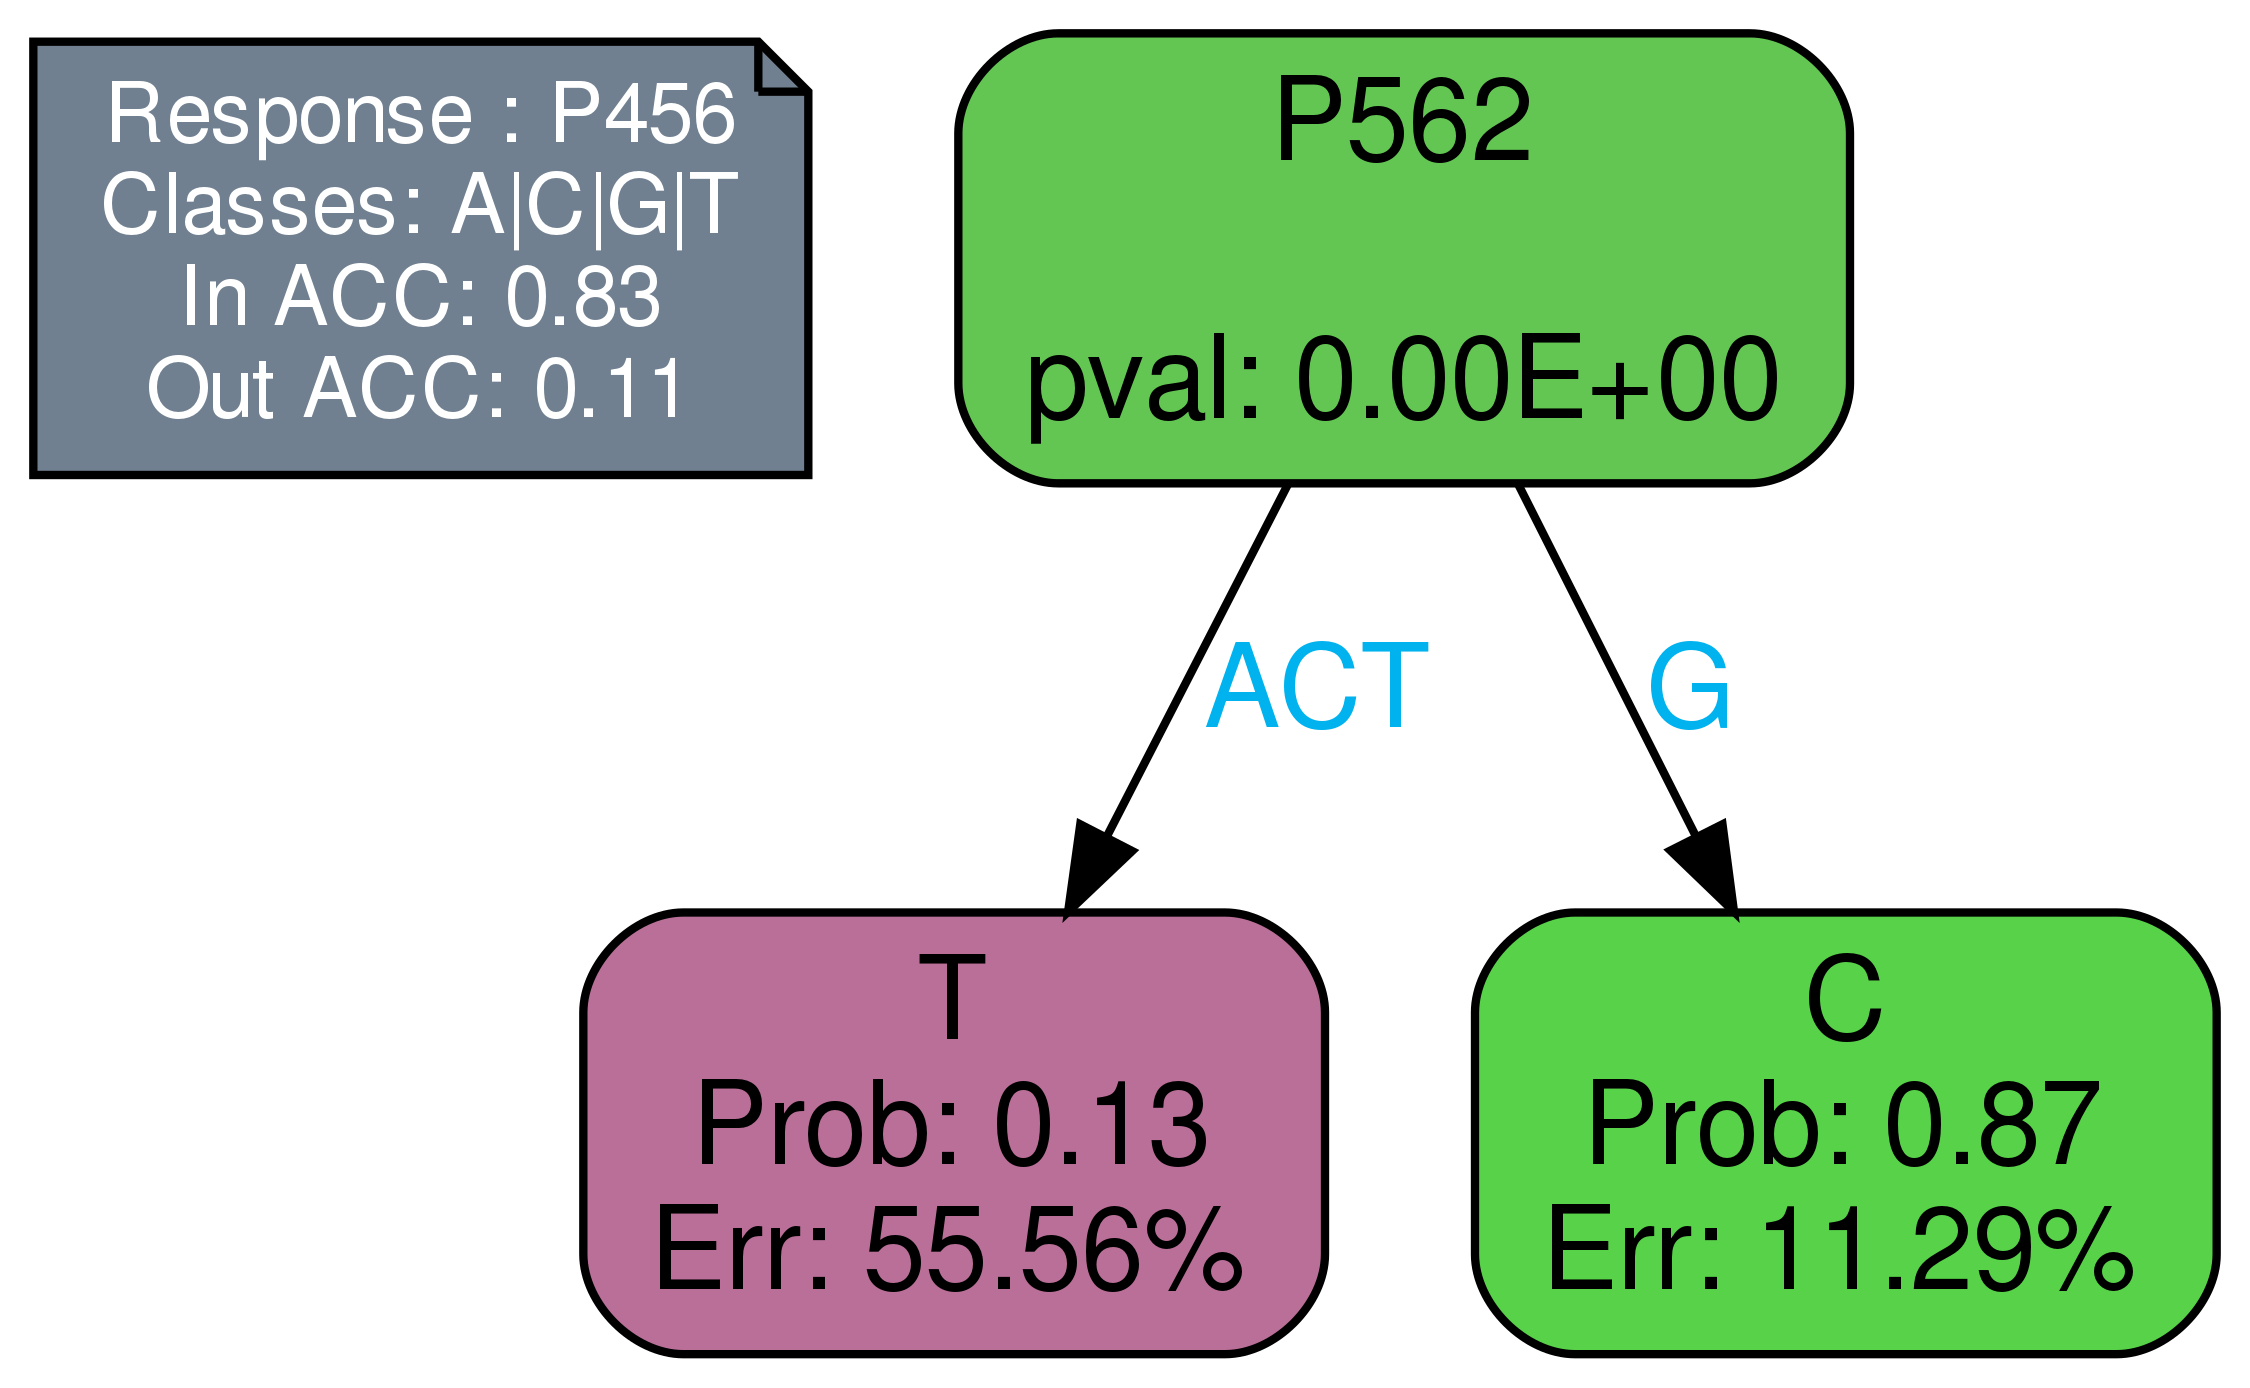 Response : P456
Classes: A|C|G|T
In ACC: 0.83
Out ACC: 0.11
P562
pval: 0.00E+00
ACT
G
T
Prob: 0.13
Err: 55.56%
C
Prob: 0.87
Err: 11.29%